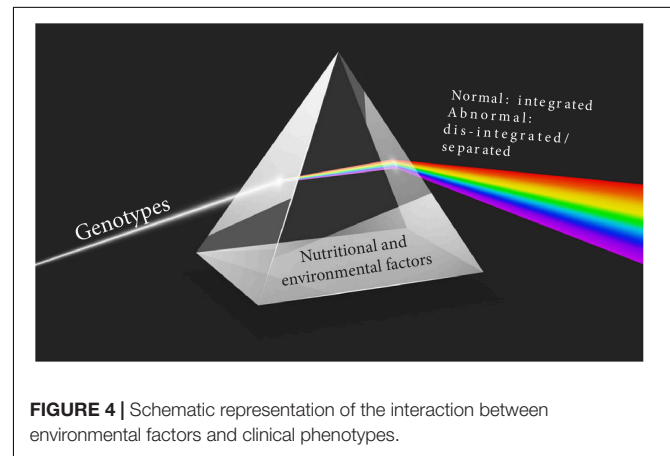 Normal: integrated
Abnormal:
dis-integrated/
separated
Genotypes
Nutritional and
environmental factors
FIGURE 4 | Schematic representation of the interaction between
environmental factors and clinical phenotypes.